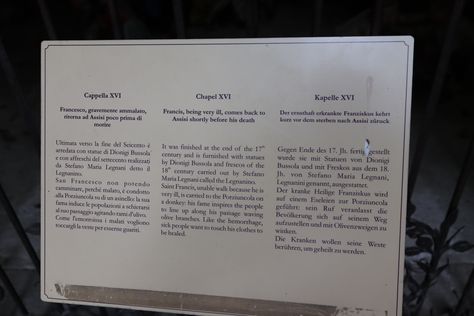 Cappella XVI
Francesco, gravemente ammalato,
ritorna ad Assisi poco prima di
morire
Ultimata verso la fine del Seicento è
arredata con statue di Dionigi Bussola
e con affreschi del settecento realizzati
da Stefano Maria Legnani detto il
Legnanino.
San Francesco non potendo
camminare, perché malato, è condotto
alla Porziuncola su di un asinello: la sua
fama induce le popolazioni a schierarsi
al suo passaggio agitando rami d'ulivo.
Come l'emorroissa i malati vogliono
toccargli la veste per esserne guariti.
Chapel XVI
Francis, being very ill, comes back to
Assisi shortly before his death
It was finished at the end of the 17th
century and is furnished with statues
by Dionigi Bussola and frescos of the
18th century carried out by Stefano
Maria Legnani called the Legnanino.
Saint Francis, unable walk because he is
very ill, is carried to the Porziuncola on
a donkey: his fame inspires the people
to line up along his passage waving
olive branches. Like the hemorrhage,
sick people want to touch his clothes to
be healed.
Kapelle XVI
Der ernsthaft erkrankte Franziskus kehrt
kurz vor dem sterben nach Assisi zürück
Gegen Ende des 17. Jh. fertig gestellt
wurde sie mit Statuen von Dionigi
Bussola und mit Freskos aus dem 18.
Jh. von Stefano Maria Legnani,
Legnanini genannt, ausgestattet.
Der kranke Heilige Franziskus wird
auf einem Eseleien zur Porziuncola
geführt: sein Ruf veranlasst die
Bevölkerung sich auf seinem Weg
aufzustellen und mit Olivenzweigen zu
winken.
Die Kranken wollen seine Weste
berühren, um geheilt zu werden.